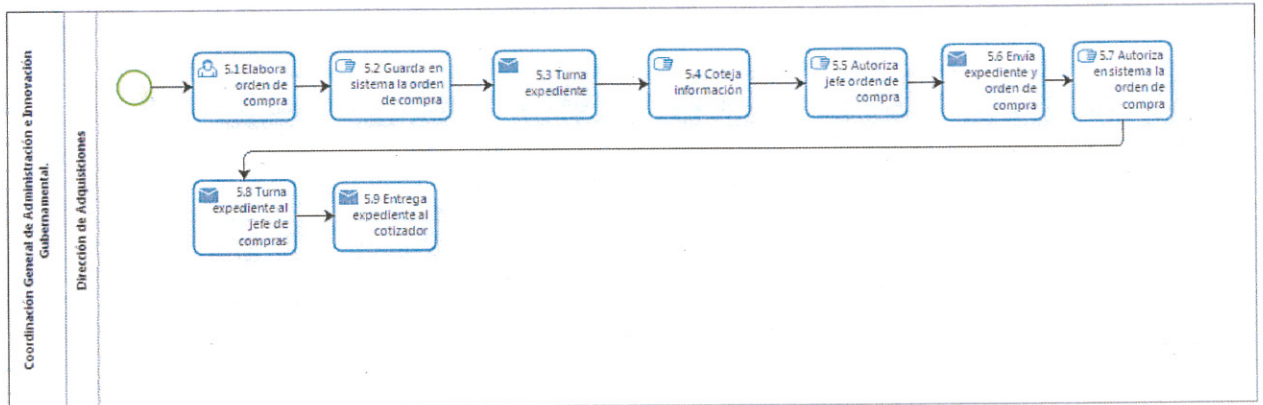 Coordinación General de Administración e Innovación
Gubernamental.
Dirección de Adquisiciones
5.1 Elabora
orden de
compra
5.2 Guarda en
sistema la orden
de compra
5.3 Turna
expediente
5.4 Coteja
información
5.5 Autoriza
jefe orden de
compra
5.6 Envía
expediente y
orden de
compra
5.7 Autoriza
en sistema la
orden de
compra
5.8 Turna
expediente al
jefe de
compras
5.9 Entrega
expediente al
cotizador